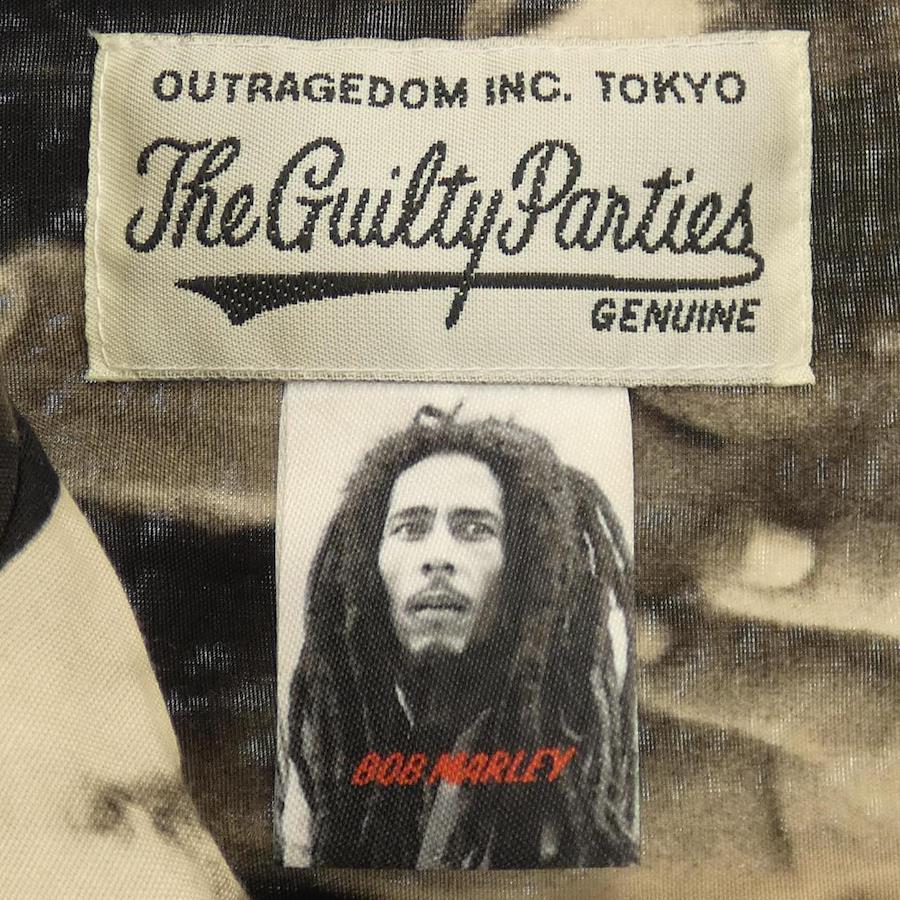 OUTRAGEDOM INC. TOKYO
The Guilty Parties
GENUINE
BOB MARLEY